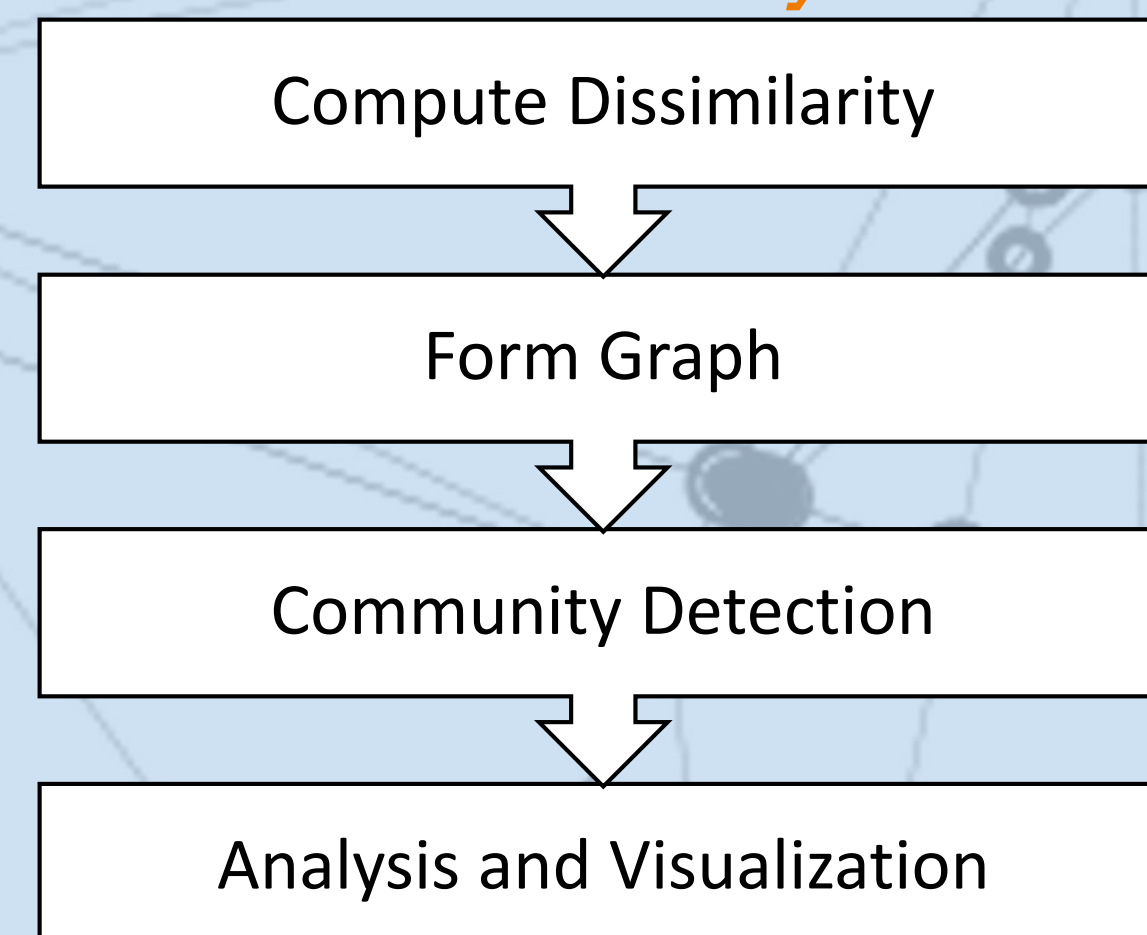 Compute Dissimilarity
Form Graph
Community Detection
Analysis and Visualization